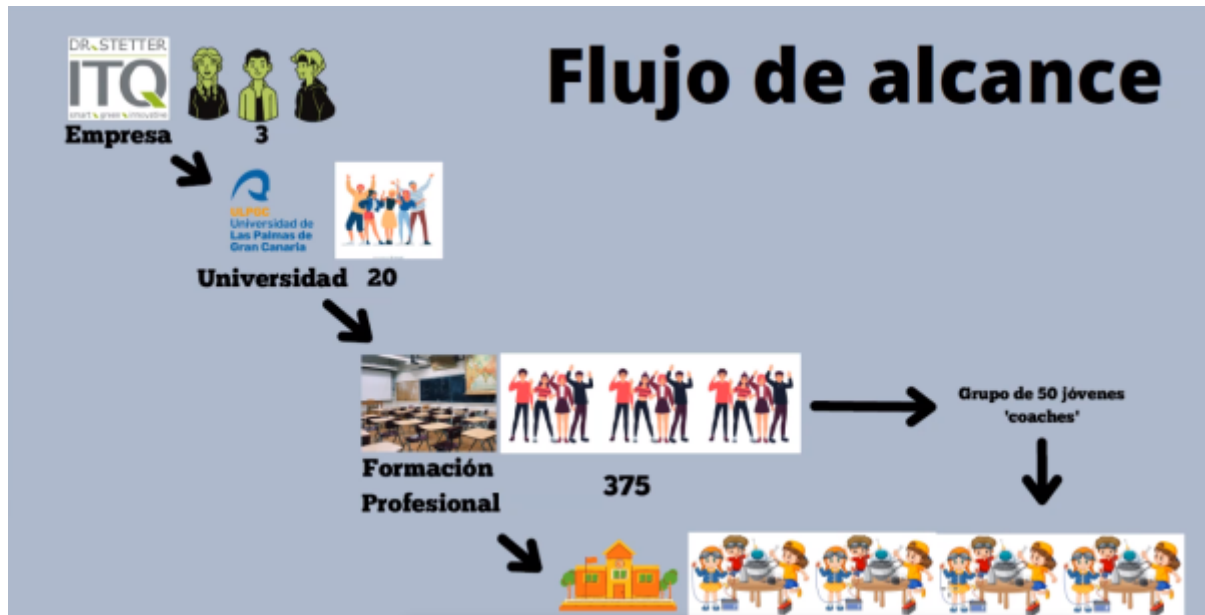 Flujo de alcance
DR. STETTER
ITQ
smart green innovative
Empresa
3
ULPGC
Universidad de
Las Palmas de
Gran Canaria
Universidad
20
Formación
Profesional
375
Grupo de 50 jóvenes
'coaches'